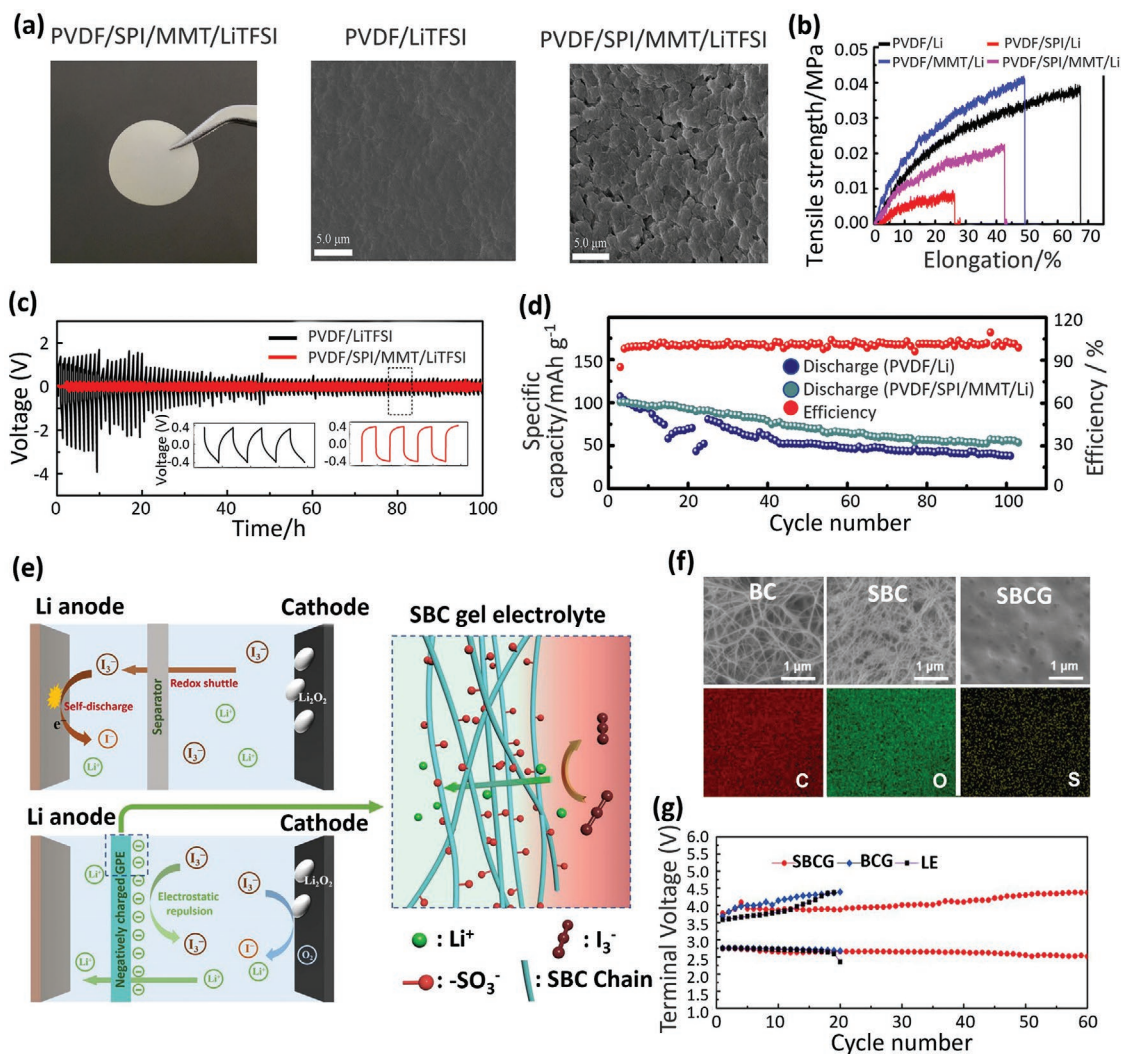 (a)
PVDF/SPI/MMT/LiTFSI
PVDF/LiTFSI
PVDF/SPI/MMT/LiTFSI
5.0 μm
5.0 μm
(b)
PVDF/Li
PVDF/SPI/Li
PVDF/MMT/Li
PVDF/SPI/MMT/Li
Tensile strength/MPa
0.05
0.04
0.03
0.02
0.01
0.00
0 10 20 30 40 50 60 70
Elongation/%
(c)
PVDF/LiTFSI
PVDF/SPI/MMT/LiTFSI
Voltage (V)
2
0
-2
-4
Voltage (V)
0.4
0.0
-0.4
0.4
0.0
-0.4
0 20 40 60 80 100
Time/h
(d)
Specific
capacity/mAh g⁻¹
150
125
100
75
50
25
0
Discharge (PVDF/Li)
Discharge (PVDF/SPI/MMT/Li)
Efficiency
120
90
60
30
0
Efficiency / %
0 20 40 60 80 100
Cycle number
(e)
Li anode
Cathode
I₃⁻
I₃⁻
Redox shuttle
Self-discharge
e⁻
Separator
Li₂O₂
I⁻
Li⁺
Li⁺
I₃⁻
Li⁺
Li anode
Cathode
Negatively charged GPE
Li⁺
I₃⁻
I₃⁻
Li₂O₂
Electrostatic
repulsion
I₃⁻
I⁻
O₂
Li⁺
Li⁺
Li⁺
Li⁺
SBC gel electrolyte
: Li⁺
: I₃⁻
: -SO₃⁻
: SBC Chain
(f)
BC
SBC
SBCG
1 μm
1 μm
1 μm
C
O
S
(g)
Terminal Voltage (V)
6.0
5.5
5.0
4.5
4.0
3.5
3.0
2.5
2.0
1.5
1.0
SBCG
BCG
LE
0 10 20 30 40 50 60
Cycle number